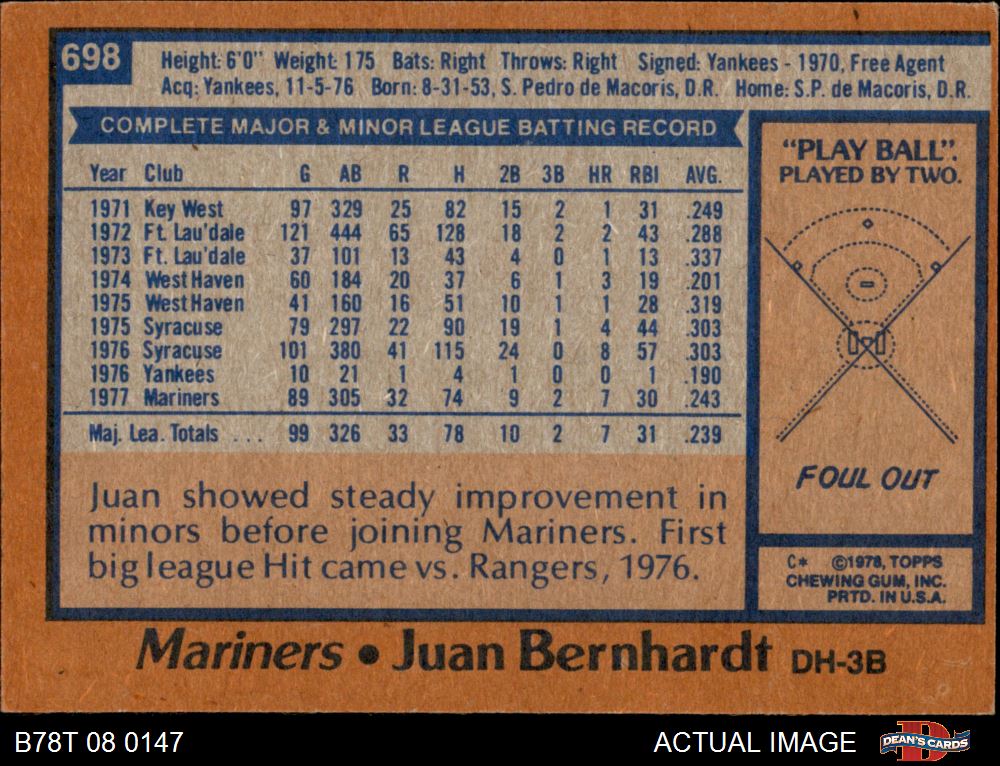 698
Height: 6'0" Weight: 175 Bats: Right Throws: Right Signed: Yankees - 1970, Free Agent
Acq: Yankees, 11-5-76 Born: 8-31-53, S. Pedro de Macoris, D.R. Home: S.P. de Macoris, D.R.
COMPLETE MAJOR & MINOR LEAGUE BATTING RECORD
Year Club G AB R H 2B 3B HR RBI AVG.
1971 Key West 97 329 25 82 15 2 1 31 .249
1972 Ft. Lau'dale 121 444 65 128 18 2 2 43 .288
1973 Ft. Lau'dale 37 101 13 43 4 0 1 13 .337
1974 West Haven 60 184 20 37 6 1 3 19 .201
1975 West Haven 41 160 16 51 10 1 1 28 .319
1975 Syracuse 79 297 22 90 19 1 4 44 .303
1976 Syracuse 101 380 41 115 24 0 8 57 .303
1976 Yankees 10 21 1 4 1 0 0 1 .190
1977 Mariners 89 305 32 74 9 2 7 30 .243
Maj. Lea. Totals ... 99 326 33 78 10 2 7 31 .239
Juan showed steady improvement in
minors before joining Mariners. First
big league Hit came vs. Rangers, 1976.
"PLAY BALL".
PLAYED BY TWO.
FOUL OUT
C* ©1978, TOPPS
CHEWING GUM, INC.
PRTD. IN U.S.A.
Mariners • Juan Bernhardt DH-3B
B78T 08 0147
ACTUAL IMAGE
DEAN'S CARDS